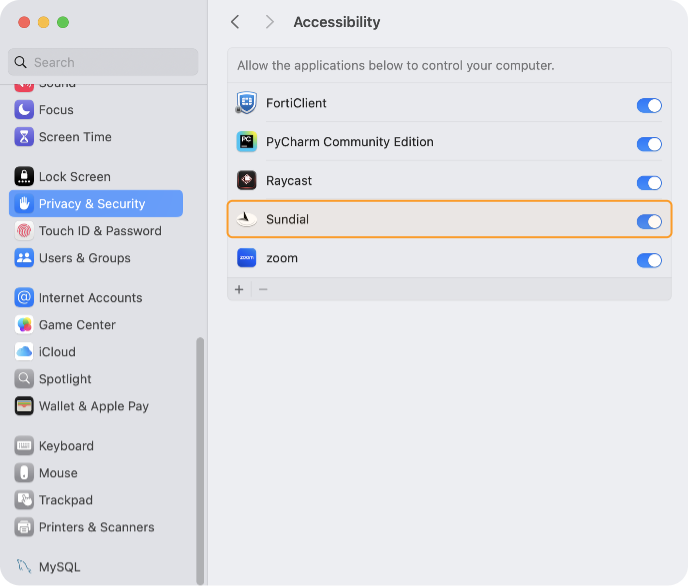 Search
Sound
Focus
Screen Time
Lock Screen
Privacy & Security
Touch ID & Password
Users & Groups
Internet Accounts
Game Center
iCloud
Spotlight
Wallet & Apple Pay
Keyboard
Mouse
Trackpad
Printers & Scanners
MySQL
Accessibility
Allow the applications below to control your computer.
FortiClient
PC
PyCharm Community Edition
Raycast
Sundial
zoom
zoom